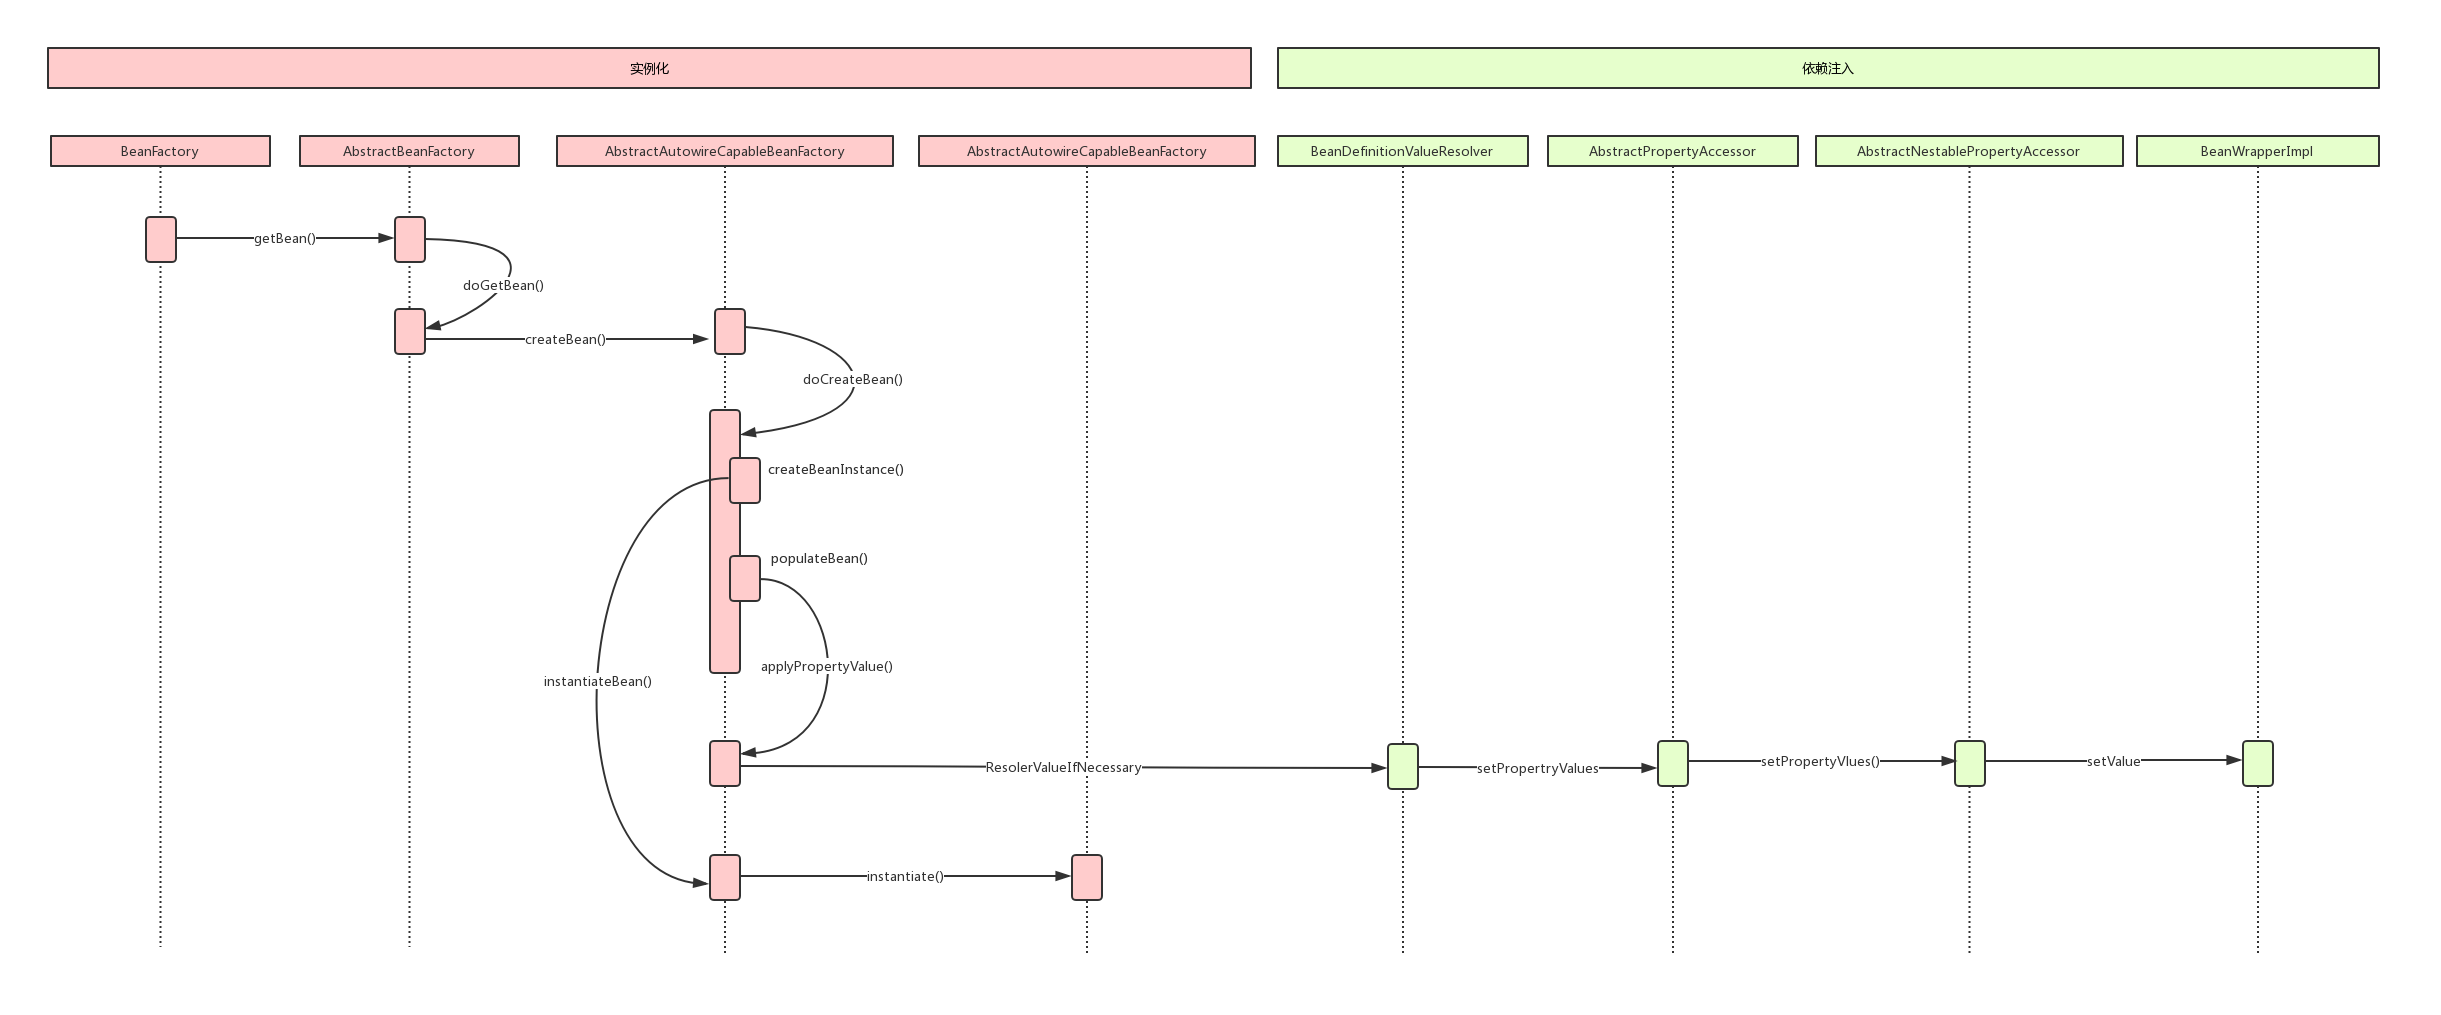 实例化
依赖注入
BeanFactory
AbstractBeanFactory
AbstractAutowireCapableBeanFactory
AbstractAutowireCapableBeanFactory
BeanDefinitionValueResolver
AbstractPropertyAccessor
AbstractNestablePropertyAccessor
BeanWrapperImpl
getBean()
doGetBean()
createBean()
doCreateBean()
createBeanInstance()
populateBean()
applyPropertyValue()
instantiateBean()
ResolerValueIfNecessary
setPropertryValues
setPropertyVlues()
setValue
instantiate()